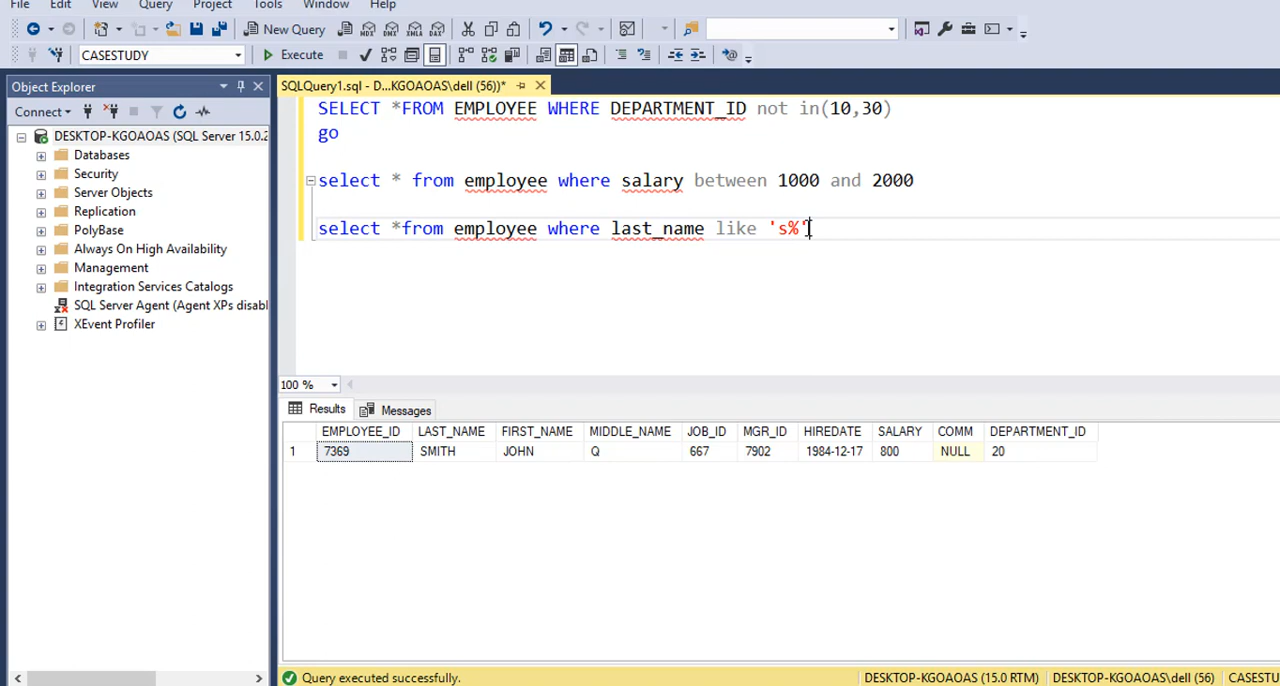 File Edit View Query Project Tools Window Help
New Query
CASESTUDY Execute
Object Explorer
Connect
DESKTOP-KGOAOAS (SQL Server 15.0.2
Databases
Security
Server Objects
Replication
PolyBase
Always On High Availability
Management
Integration Services Catalogs
SQL Server Agent (Agent XPs disabl
XEvent Profiler
SQLQuery1.sql - D...KGOAOAS\dell (56))*
SELECT *FROM EMPLOYEE WHERE DEPARTMENT_ID not in(10,30)
go
select * from employee where salary between 1000 and 2000
select *from employee where last_name like 's%'
100 %
Results Messages
EMPLOYEE_ID LAST_NAME FIRST_NAME MIDDLE_NAME JOB_ID MGR_ID HIREDATE SALARY COMM DEPARTMENT_ID
1 7369 SMITH JOHN Q 667 7902 1984-12-17 800 NULL 20
Query executed successfully. DESKTOP-KGOAOAS (15.0 RTM) DESKTOP-KGOAOAS\dell (56) CASESTU